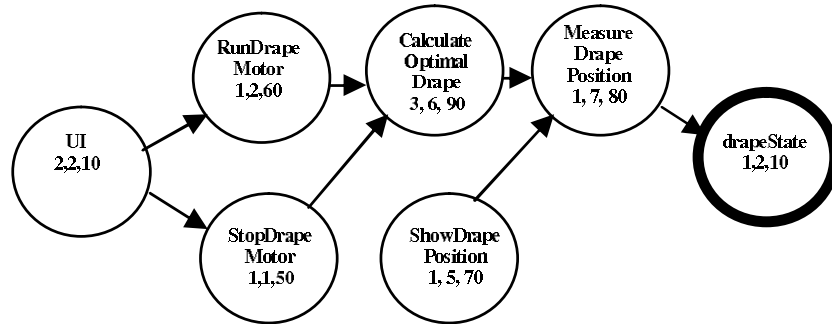 UI
2,2,10
RunDrape
Motor
1,2,60
StopDrape
Motor
1,1,50
Calculate
Optimal
Drape
3, 6, 90
ShowDrape
Position
1, 5, 70
Measure
Drape
Position
1, 7, 80
drapeState
1,2,10